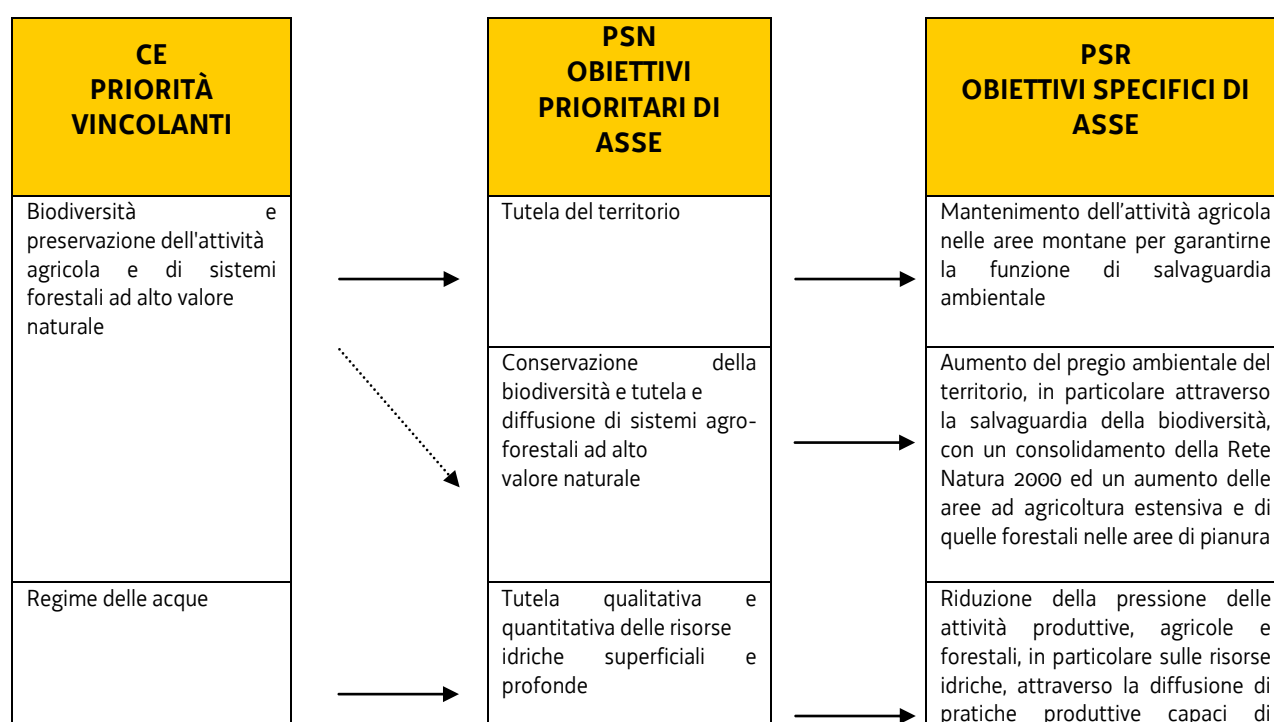 CE
PRIORITÀ
VINCOLANTI
PSN
OBIETTIVI
PRIORITARI DI
ASSE
PSR
OBIETTIVI SPECIFICI DI
ASSE
Biodiversità e
preservazione dell'attività
agricola e di sistemi
forestali ad alto valore
naturale
Tutela del territorio
Mantenimento dell'attività agricola
nelle aree montane per garantirne
la funzione di salvaguardia
ambientale
Conservazione della
biodiversità e tutela e
diffusione di sistemi agro-
forestali ad alto
valore naturale
Aumento del pregio ambientale del
territorio, in particolare attraverso
la salvaguardia della biodiversità,
con un consolidamento della Rete
Natura 2000 ed un aumento delle
aree ad agricoltura estensiva e di
quelle forestali nelle aree di pianura
Regime delle acque
Tutela qualitativa e
quantitativa delle risorse
idriche superficiali e
profonde
Riduzione della pressione delle
attività produttive, agricole e
forestali, in particolare sulle risorse
idriche, attraverso la diffusione di
pratiche produttive capaci di